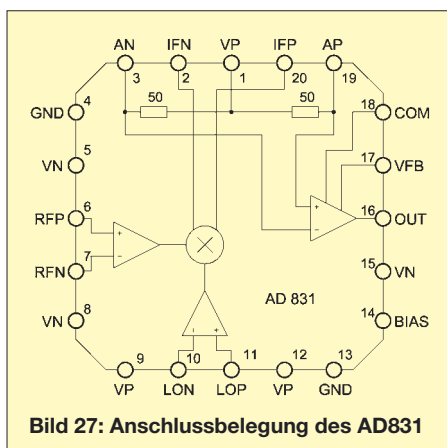 AN IFN VP IFP AP
3 2 1 20 19
50 50
GND 4 18 COM
VN 5 17 VFB
RFP 6 + + 16 OUT
RFN 7 - - 15 VN
VN 8 AD 831 14 BIAS
- +
9 10 11 12 13
VP LON LOP VP GND
Bild 27: Anschlussbelegung des AD831